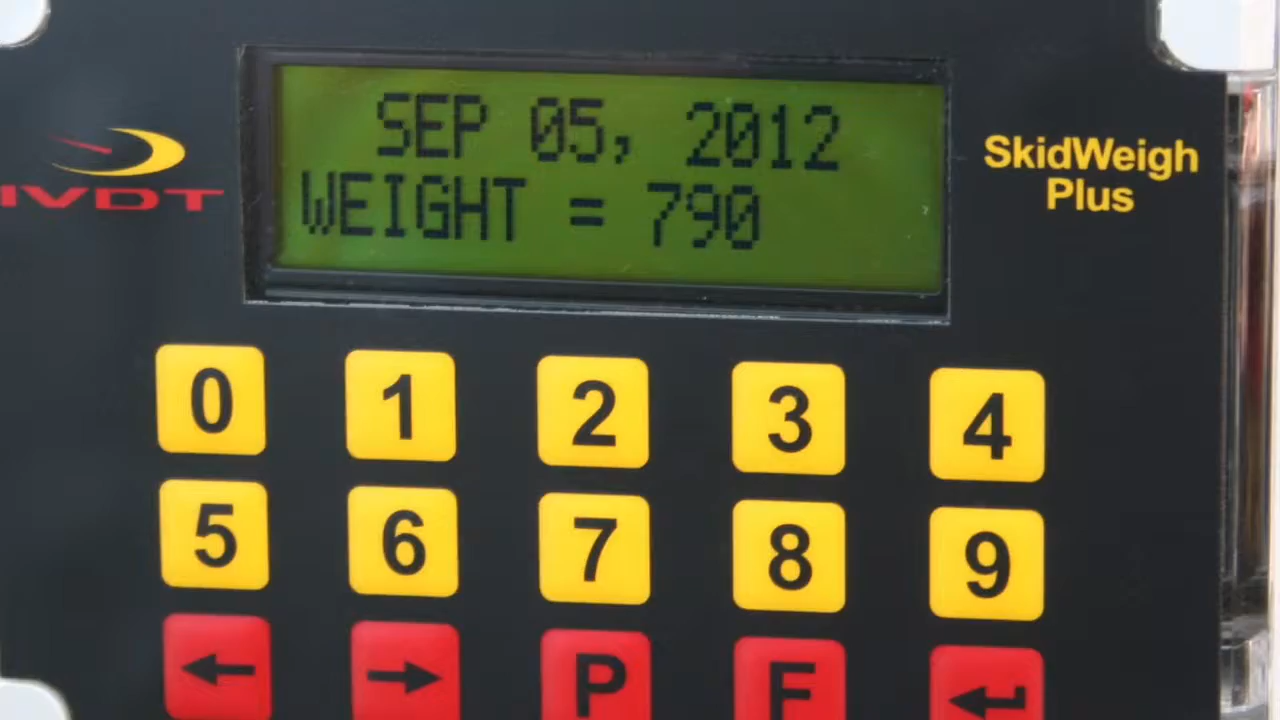 SEP 05, 2012
WEIGHT = 790
IVDT
SkidWeigh
Plus
0 1 2 3 4
5 6 7 8 9
← → P F ↵